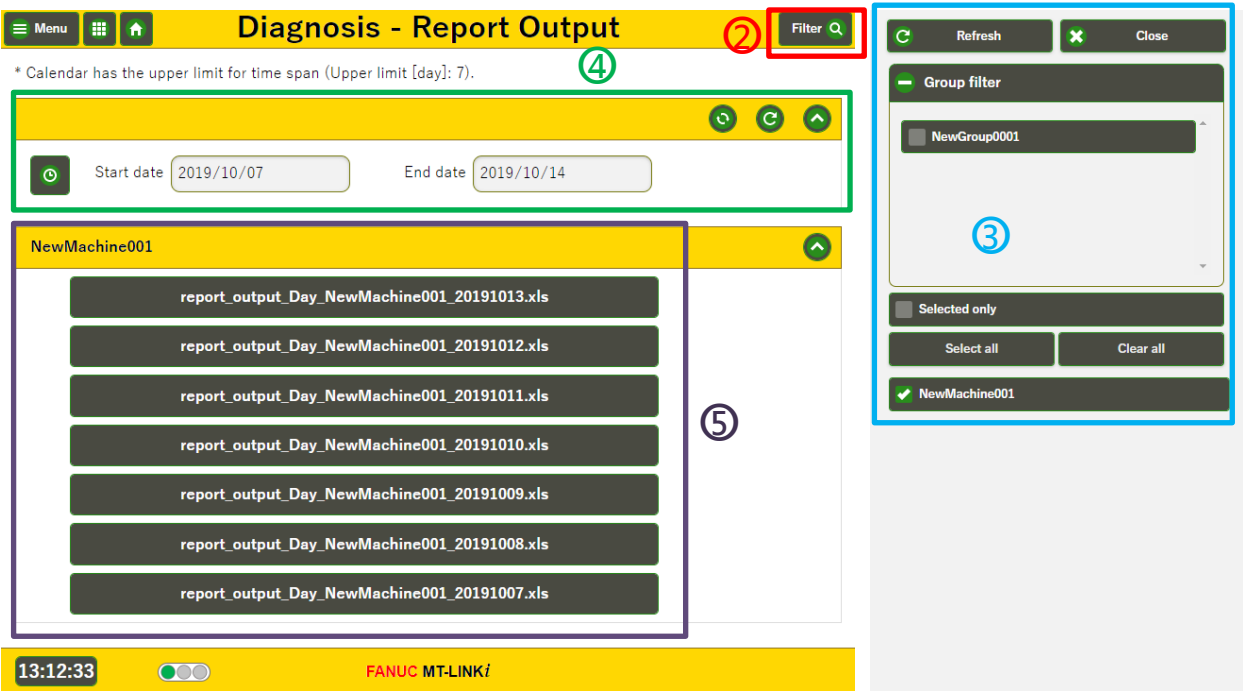 Menu
Diagnosis - Report Output
②
Filter
* Calendar has the upper limit for time span (Upper limit [day]: 7).
④
Start date 2019/10/07 End date 2019/10/14
NewMachine001
report_output_Day_NewMachine001_20191013.xls
report_output_Day_NewMachine001_20191012.xls
report_output_Day_NewMachine001_20191011.xls
report_output_Day_NewMachine001_20191010.xls
report_output_Day_NewMachine001_20191009.xls
report_output_Day_NewMachine001_20191008.xls
report_output_Day_NewMachine001_20191007.xls
⑤
13:12:33
FANUC MT-LINKi
Refresh Close
Group filter
NewGroup0001
③
Selected only
Select all Clear all
NewMachine001